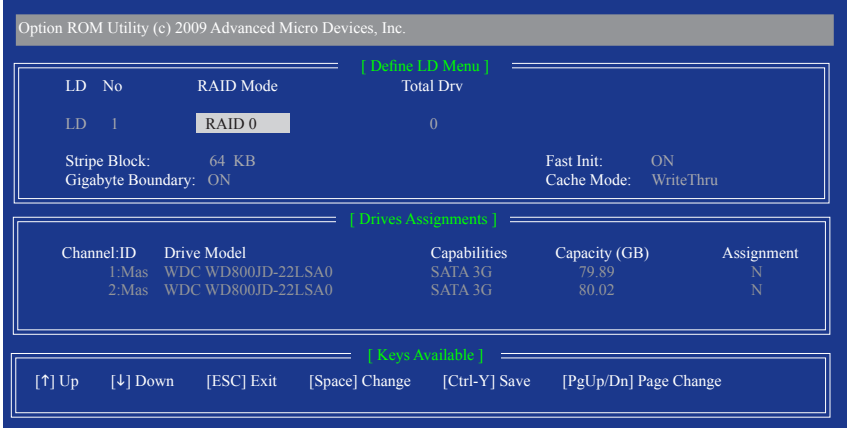 Option ROM Utility (c) 2009 Advanced Micro Devices, Inc.
[ Define LD Menu ]
LD No RAID Mode Total Drv
LD 1 RAID 0 0
Stripe Block: 64 KB Fast Init: ON
Gigabyte Boundary: ON Cache Mode: WriteThru
[ Drives Assignments ]
Channel:ID Drive Model Capabilities Capacity (GB) Assignment
1:Mas WDC WD800JD-22LSA0 SATA 3G 79.89 N
2:Mas WDC WD800JD-22LSA0 SATA 3G 80.02 N
[ Keys Available ]
[↑] Up [↓] Down [ESC] Exit [Space] Change [Ctrl-Y] Save [PgUp/Dn] Page Change